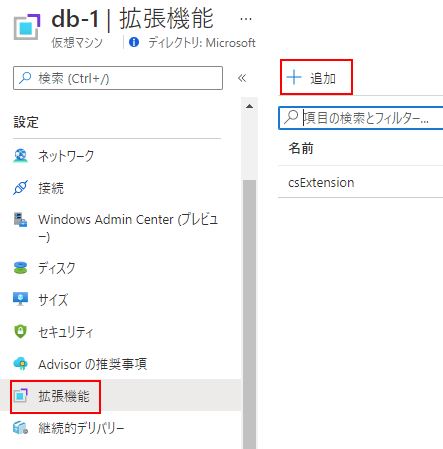 db-1 | 拡張機能 ...
仮想マシン
ディレクトリ: Microsoft
検索 (Ctrl+/)
«
設定
ネットワーク
接続
Windows Admin Center (プレビュ
ー)
ディスク
サイズ
セキュリティ
Advisor の推奨事項
拡張機能
継続的デリバリー
+ 追加
項目の検索とフィルター...
名前
csExtension